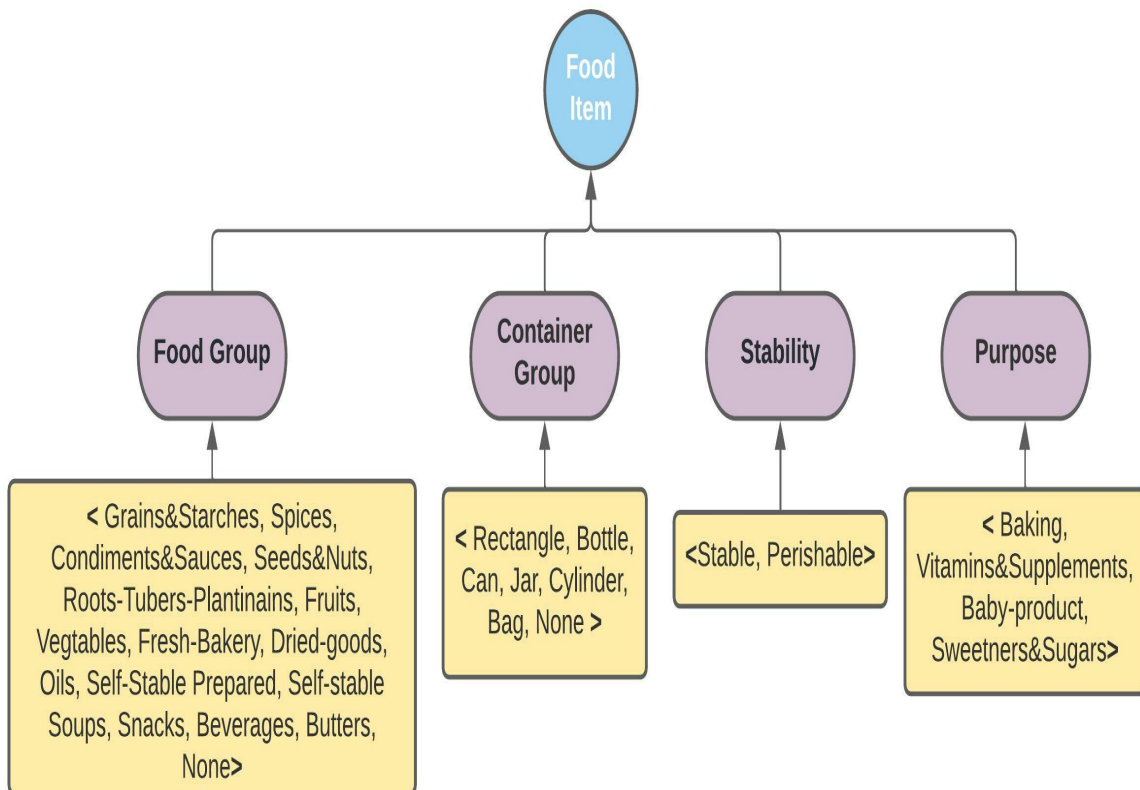 Food
Item
Food Group
Container
Group
Stability
Purpose
< Grains&Starches, Spices,
Condiments&Sauces, Seeds&Nuts,
Roots-Tubers-Plantinains, Fruits,
Vegtables, Fresh-Bakery, Dried-goods,
Oils, Self-Stable Prepared, Self-stable
Soups, Snacks, Beverages, Butters,
None>
< Rectangle, Bottle,
Can, Jar, Cylinder,
Bag, None >
<Stable, Perishable>
< Baking,
Vitamins&Supplements,
Baby-product,
Sweetners&Sugars>